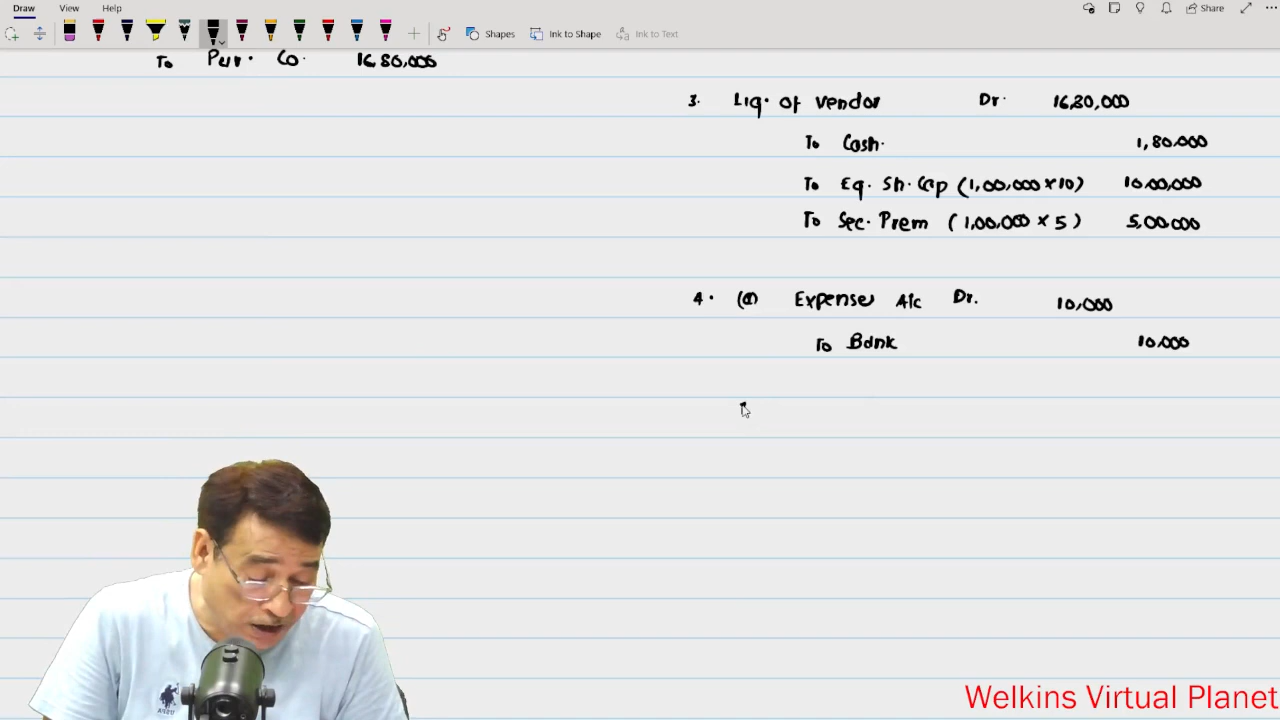 Draw View Help Share
Shapes Ink to Shape Ink to Text
To Pur. Co. 16,80,000
3. Liq. of Vendor Dr. 16,80,000
To Cash. 1,80,000
To Eq. Sh. Cap (1,00,000 × 10) 10,00,000
To Sec. Prem (1,00,000 × 5) 5,00,000
4. (a) Expense A/c Dr. 10,000
To Bank 10,000
Welkins Virtual Planet